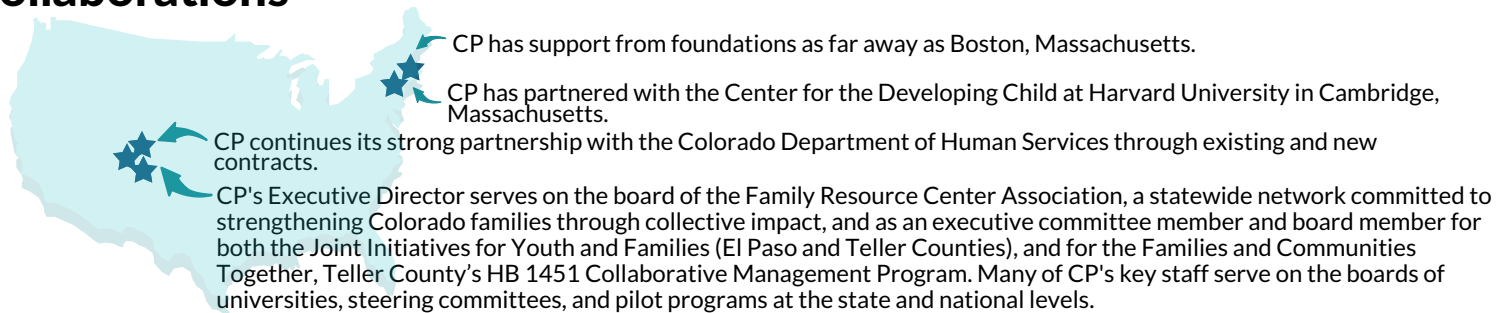 ollaborations
CP has support from foundations as far away as Boston, Massachusetts.
CP has partnered with the Center for the Developing Child at Harvard University in Cambridge,
Massachusetts.
CP continues its strong partnership with the Colorado Department of Human Services through existing and new
contracts.
CP's Executive Director serves on the board of the Family Resource Center Association, a statewide network committed to
strengthening Colorado families through collective impact, and as an executive committee member and board member for
both the Joint Initiatives for Youth and Families (El Paso and Teller Counties), and for the Families and Communities
Together, Teller County’s HB 1451 Collaborative Management Program. Many of CP's key staff serve on the boards of
universities, steering committees, and pilot programs at the state and national levels.